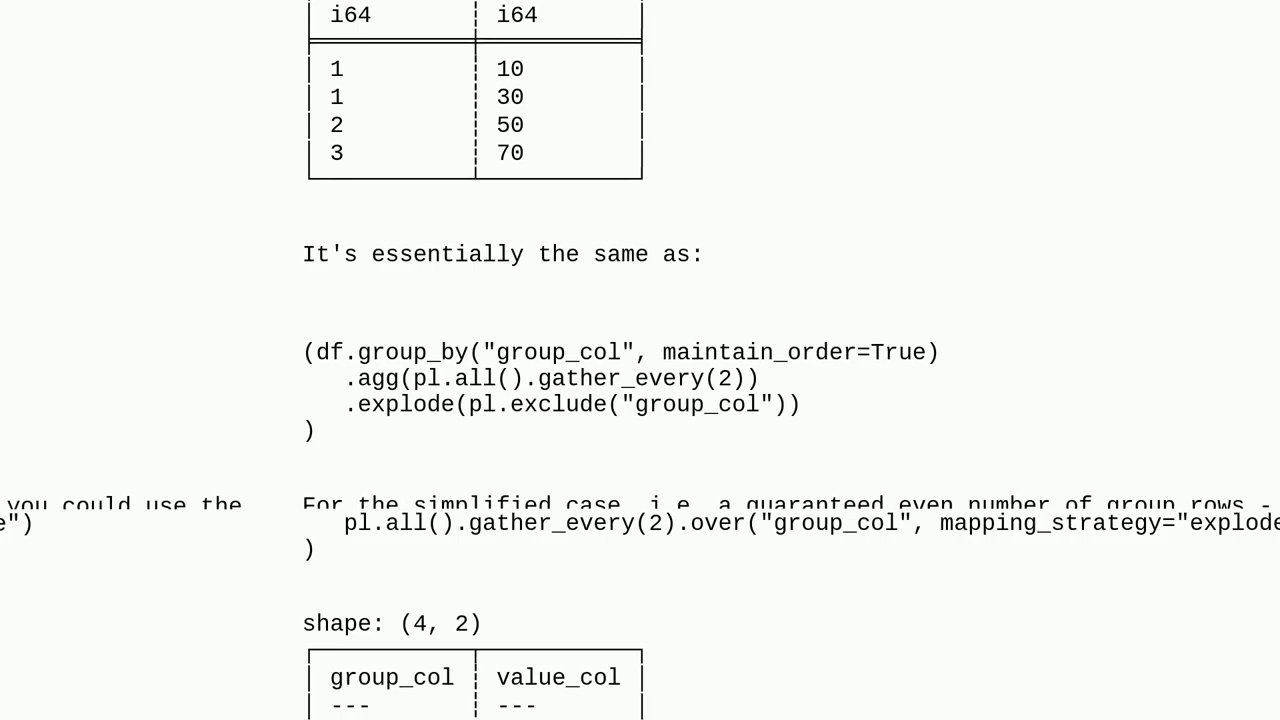 i64 i64
1 10
1 30
2 50
3 70
It's essentially the same as:
(df.group_by("group_col", maintain_order=True)
.agg(pl.all().gather_every(2))
.explode(pl.exclude("group_col"))
)
you could use the For the simplified case, i.e. a guaranteed even number of group rows -
e") pl.all().gather_every(2).over("group_col", mapping_strategy="explode
)
shape: (4, 2)
group_col value_col
--- ---